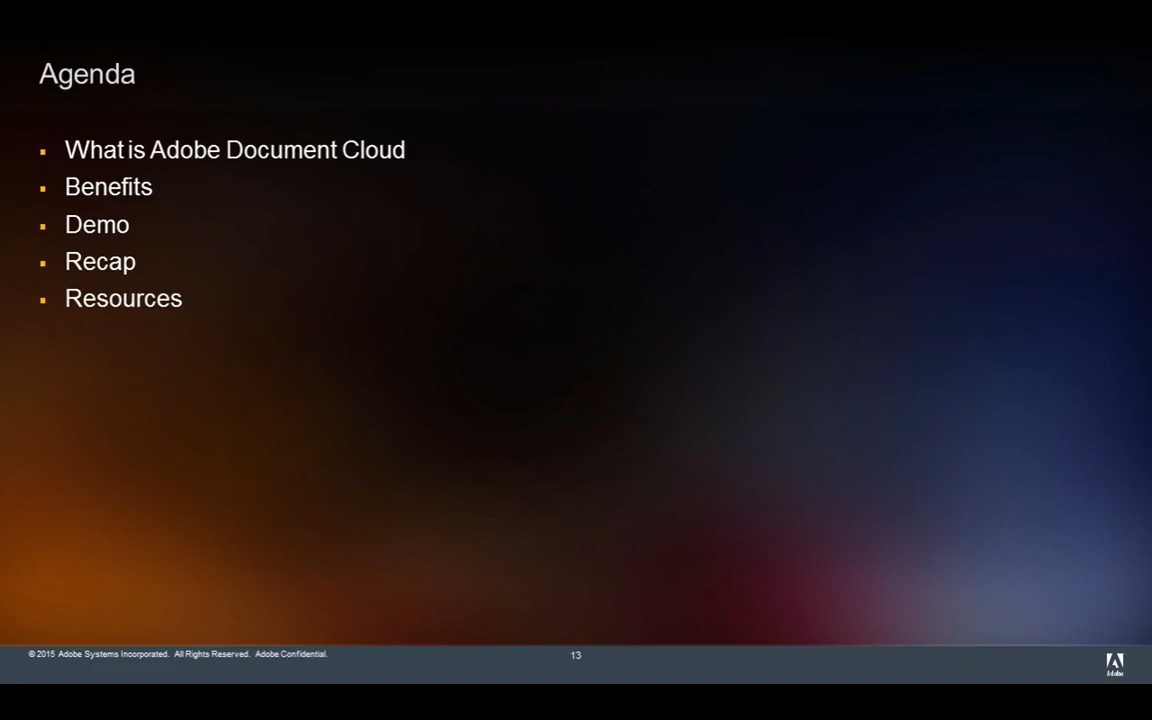 Agenda
▪ What is Adobe Document Cloud
▪ Benefits
▪ Demo
▪ Recap
▪ Resources
© 2015 Adobe Systems Incorporated. All Rights Reserved. Adobe Confidential.
13
Adobe